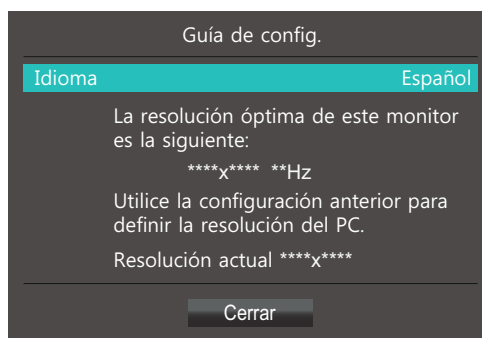 Guía de config.
Idioma Español
La resolución óptima de este monitor
es la siguiente:
****x**** **Hz
Utilice la configuración anterior para
definir la resolución del PC.
Resolución actual ****x****
Cerrar